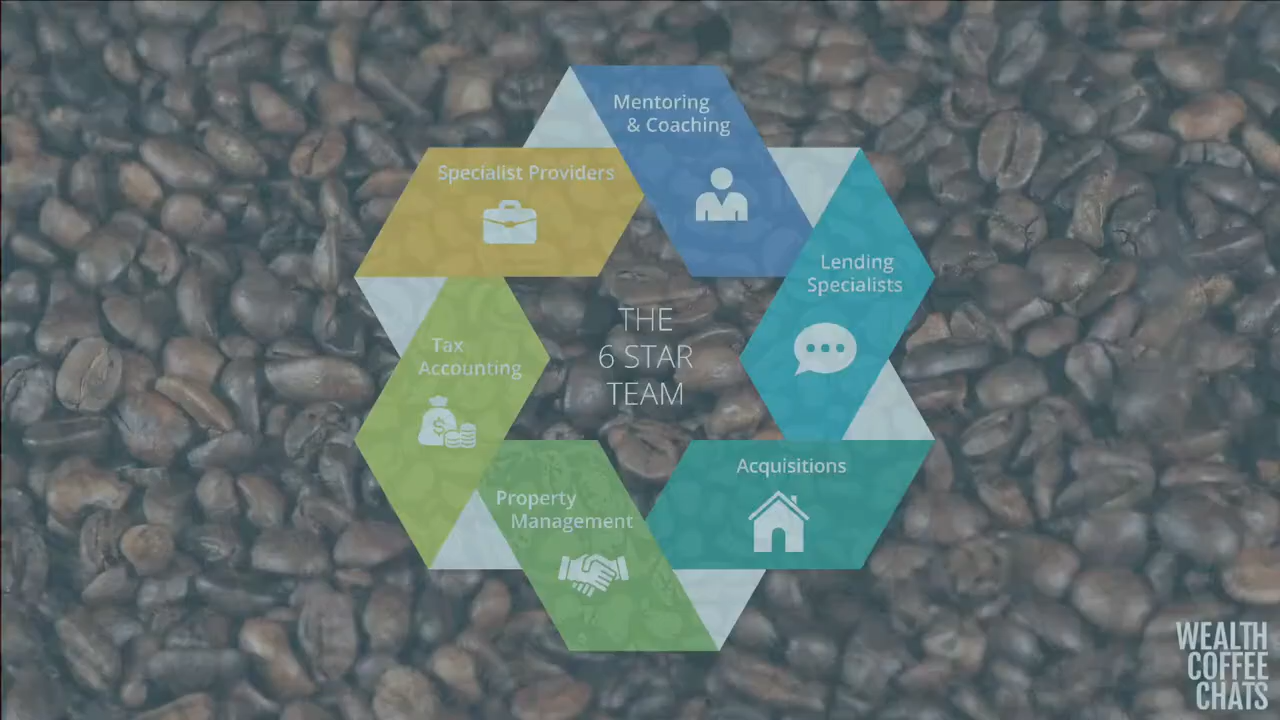 Mentoring
& Coaching
Specialist Providers
Lending
Specialists
THE
6 STAR
TEAM
Tax
Accounting
Acquisitions
Property
Management
WEALTH
COFFEE
CHATS